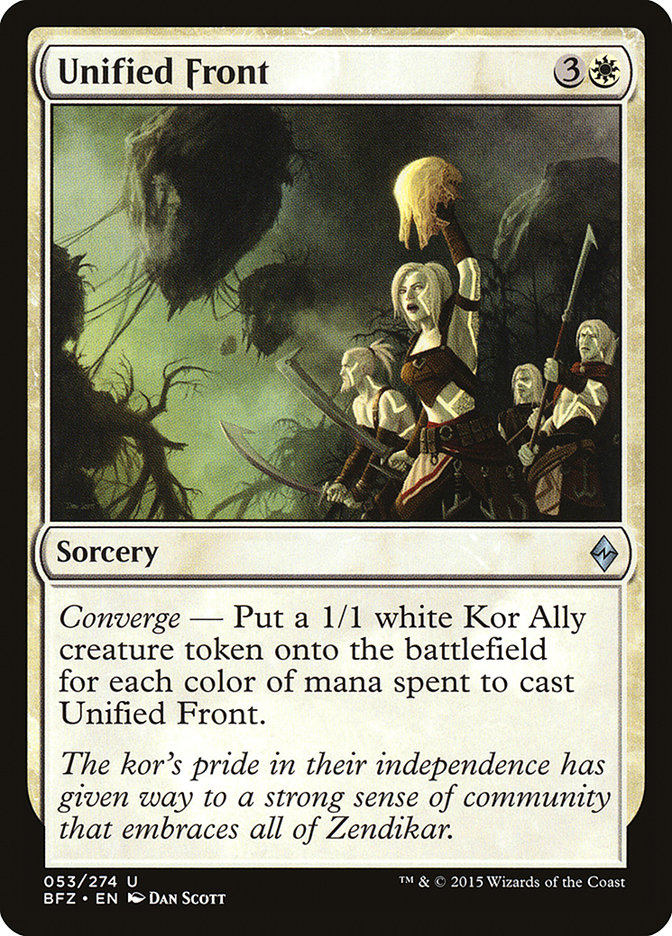 Unified Front
3
Sorcery
Converge — Put a 1/1 white Kor Ally
creature token onto the battlefield
for each color of mana spent to cast
Unified Front.
The kor's pride in their independence has
given way to a strong sense of community
that embraces all of Zendikar.
053/274 U
BFZ • EN Dan Scott
™ & © 2015 Wizards of the Coast